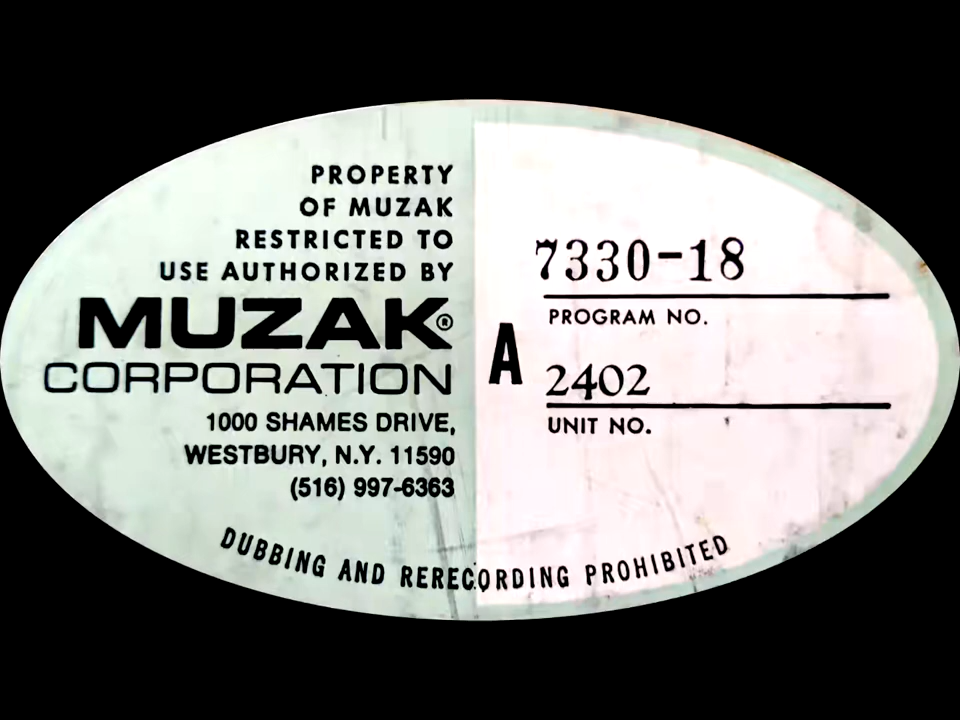 PROPERTY
OF MUZAK
RESTRICTED TO
USE AUTHORIZED BY
MUZAK®
CORPORATION
1000 SHAMES DRIVE,
WESTBURY, N.Y. 11590
(516) 997-6363
7330-18
PROGRAM NO.
A
2402
UNIT NO.
DUBBING AND RERECORDING PROHIBITED